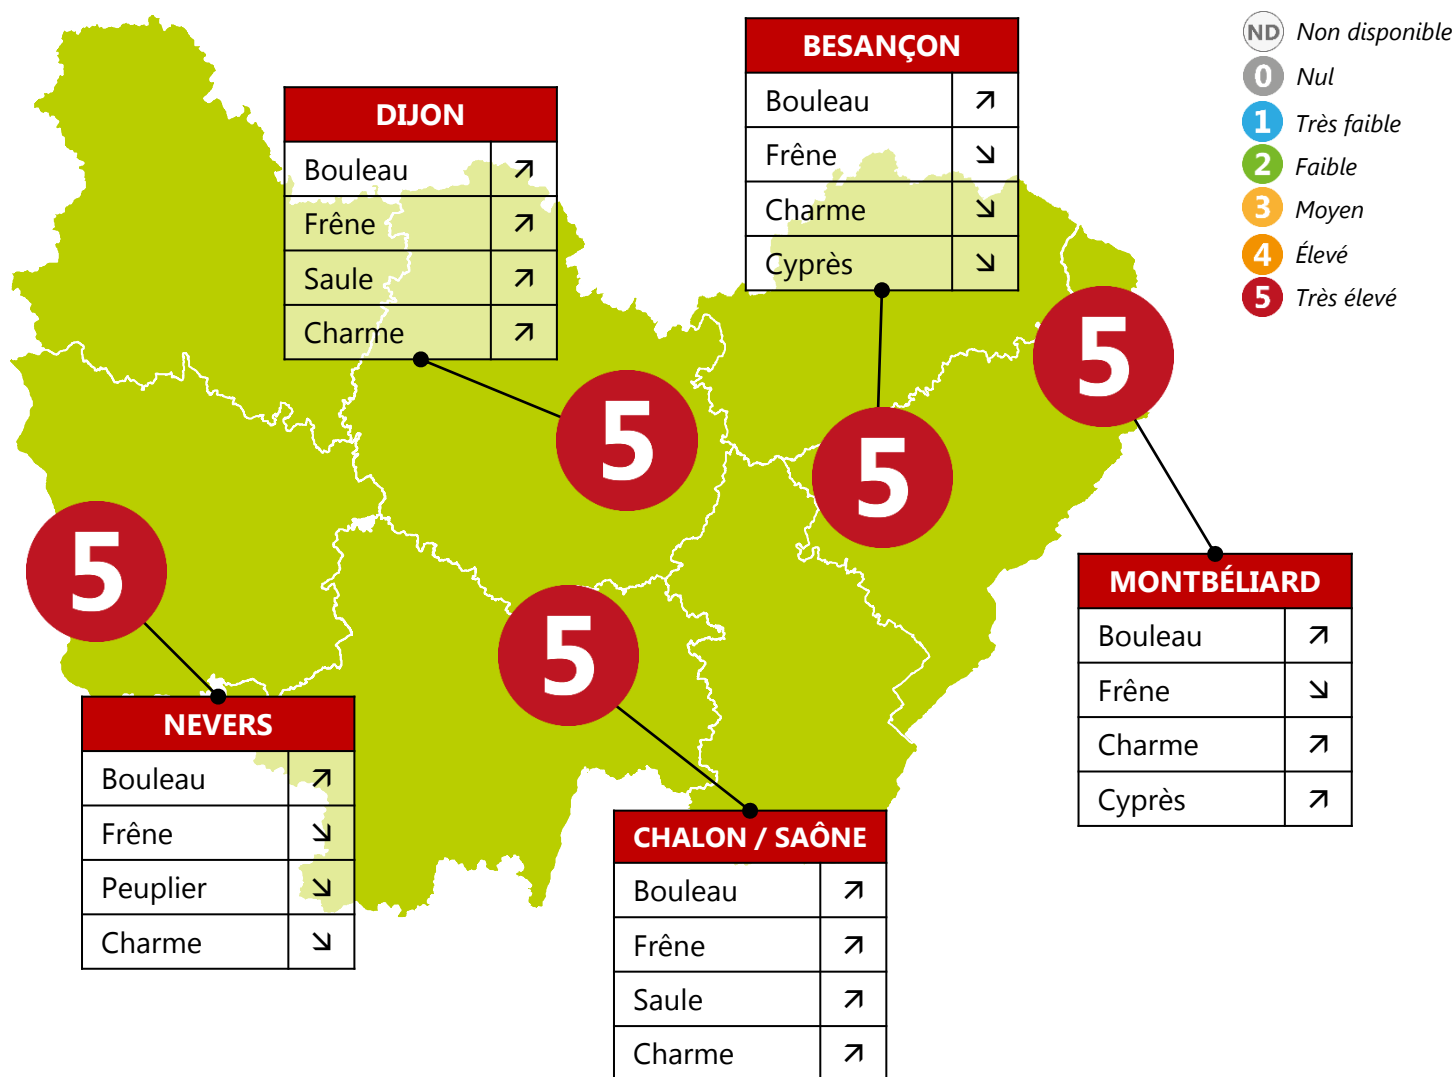 ND Non disponible
0 Nul
1 Très faible
2 Faible
3 Moyen
4 Élevé
5 Très élevé
BESANÇON
Bouleau ↗
Frêne ↘
Charme ↘
Cyprès ↘
DIJON
Bouleau ↗
Frêne ↗
Saule ↗
Charme ↗
5
5
5
5
5
MONTBÉLIARD
Bouleau ↗
Frêne ↘
Charme ↗
Cyprès ↗
NEVERS
Bouleau ↗
Frêne ↘
Peuplier ↘
Charme ↘
CHALON / SAÔNE
Bouleau ↗
Frêne ↗
Saule ↗
Charme ↗